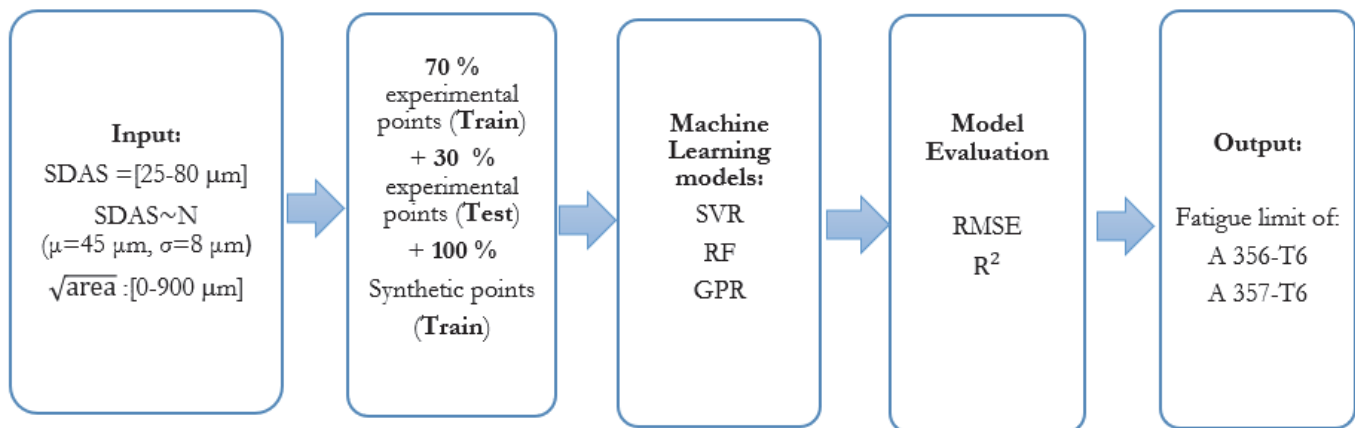 Input:
SDAS =[25-80 μm]
SDAS~N
(μ=45 μm, σ=8 μm)
√area :[0-900 μm]
70 %
experimental
points (Train)
+ 30 %
experimental
points (Test)
+ 100 %
Synthetic points
(Train)
Machine
Learning
models:
SVR
RF
GPR
Model
Evaluation
RMSE
R²
Output:
Fatigue limit of:
A 356-T6
A 357-T6